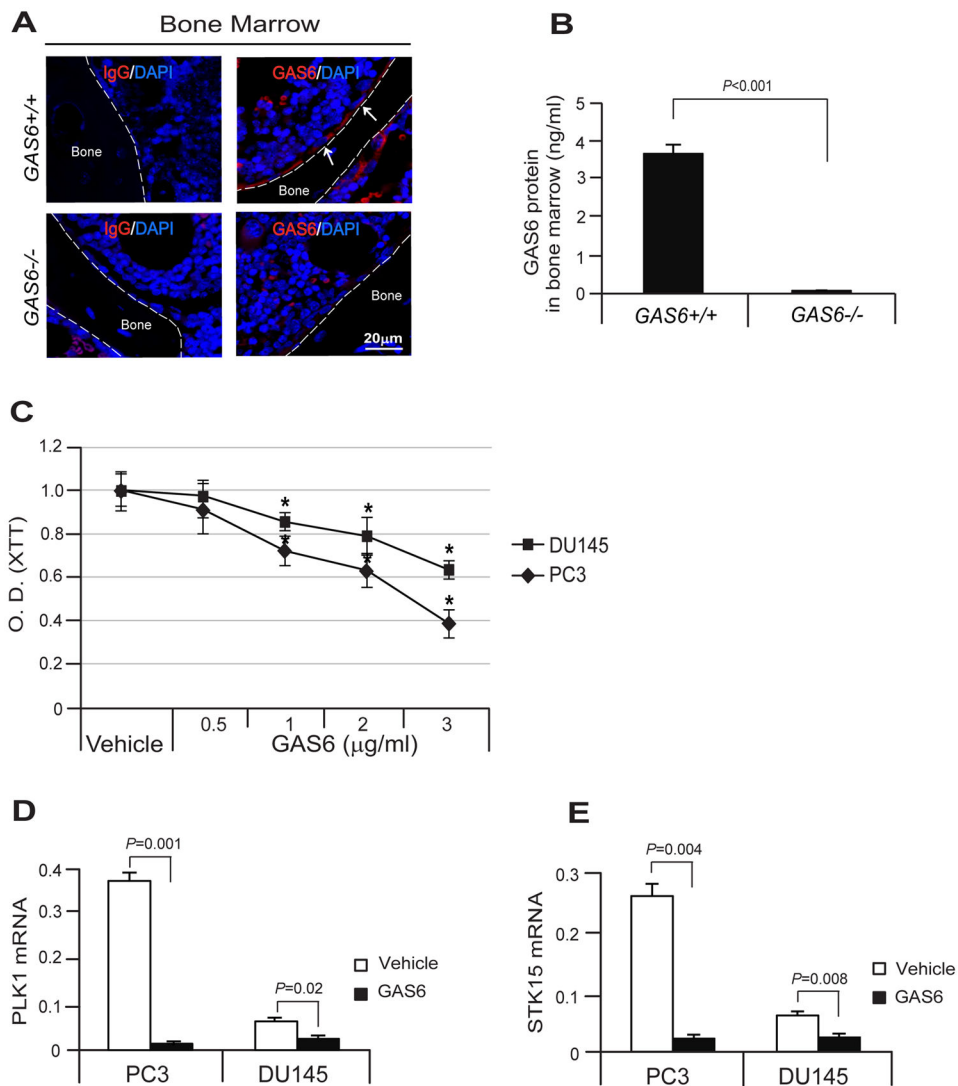 A
Bone Marrow
GAS6+/+
IgG/DAPI
Bone
GAS6/DAPI
Bone
GAS6-/-
IgG/DAPI
Bone
GAS6/DAPI
Bone
20μm
B
P<0.001
GAS6 protein
in bone marrow (ng/ml)
5
4
3
2
1
0
GAS6+/+ GAS6-/-
C
O. D. (XTT)
1.2
1.0
0.8
0.6
0.4
0.2
0
* * *
* * *
DU145
PC3
0.5 1 2 3
Vehicle GAS6 (μg/ml)
D
PLK1 mRNA
0.4
0.3
0.2
0.1
0
P=0.001
P=0.02
Vehicle
GAS6
PC3 DU145
E
STK15 mRNA
0.3
0.2
0.1
0
P=0.004
P=0.008
Vehicle
GAS6
PC3 DU145